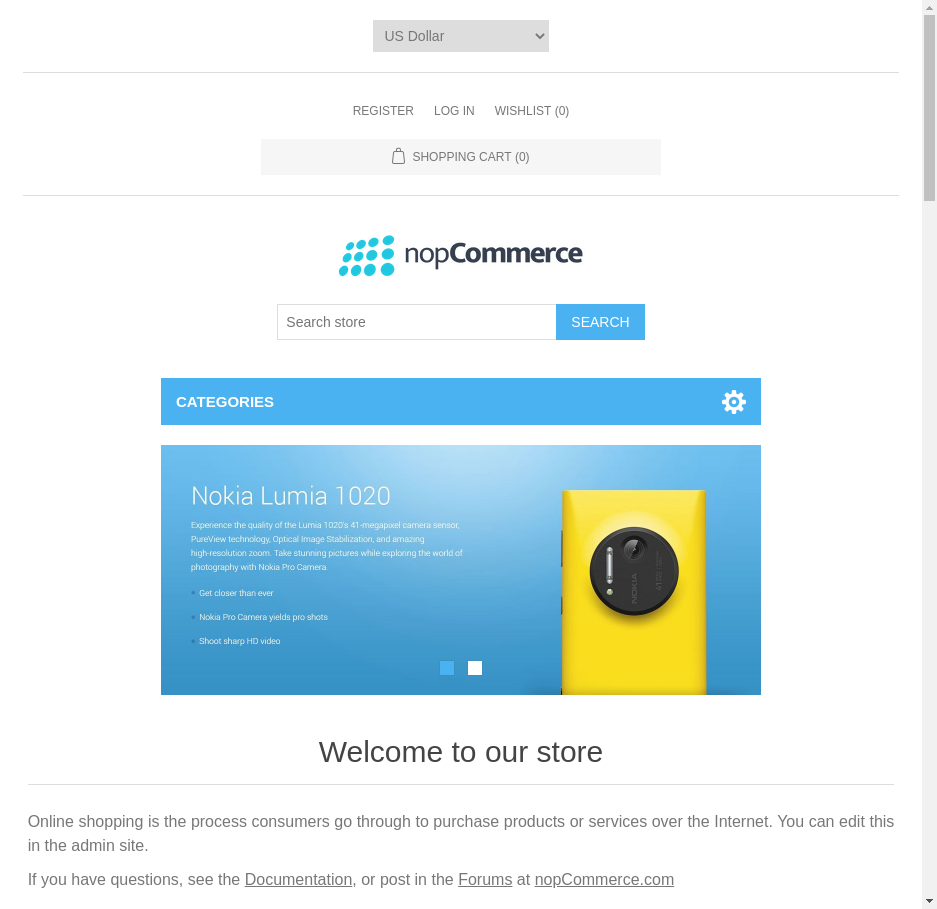 US Dollar
REGISTER LOG IN WISHLIST (0)
SHOPPING CART (0)
nopCommerce
Search store SEARCH
CATEGORIES
Nokia Lumia 1020
Experience the quality of the Lumia 1020's 41-megapixel camera sensor,
PureView technology, Optical Image Stabilization, and amazing
high-resolution zoom. Take stunning pictures while exploring the world of
photography with Nokia Pro Camera.
Get closer than ever
Nokia Pro Camera yields pro shots
Shoot sharp HD video
NOKIA
Welcome to our store
Online shopping is the process consumers go through to purchase products or services over the Internet. You can edit this
in the admin site.
If you have questions, see the Documentation, or post in the Forums at nopCommerce.com